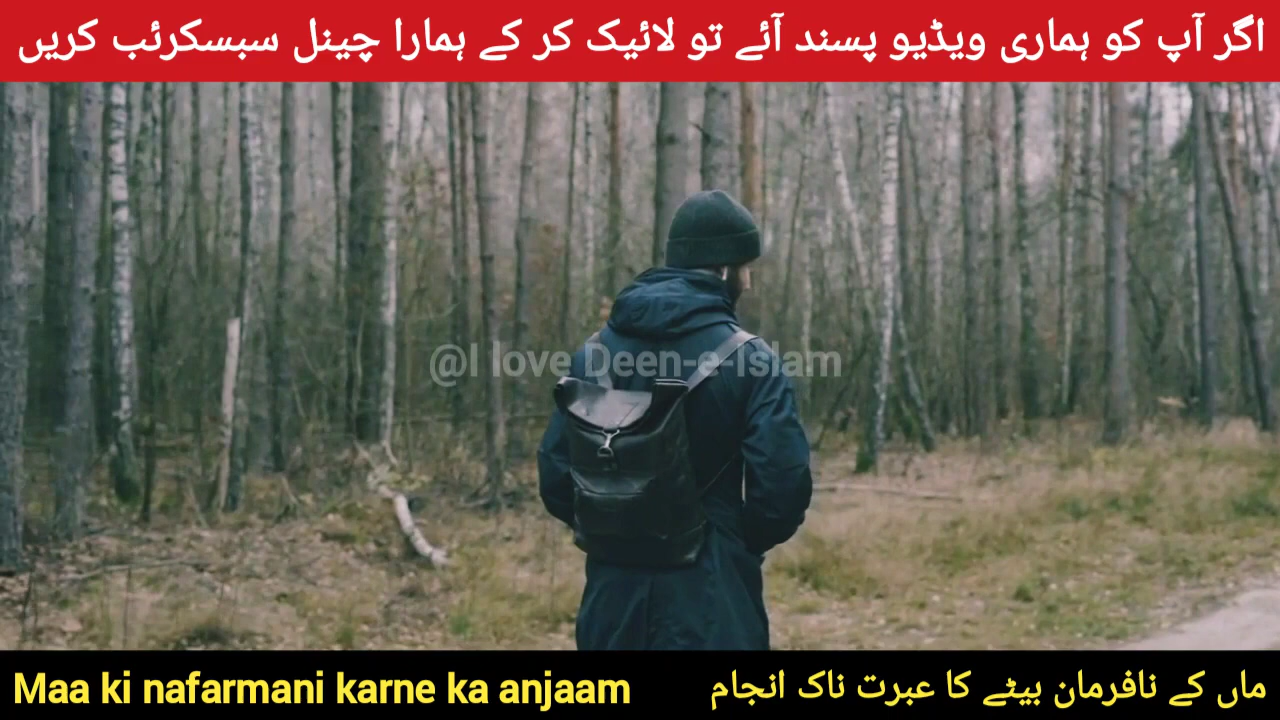 اگر آپ کو ہماری ویڈیو پسند آئے تو لائیک کر کے ہمارا چینل سبسکرئب کریں
@I love Deen-e-Islam
Maa ki nafarmani karne ka anjaam
ماں کے نافرمان بیٹے کا عبرت ناک انجام